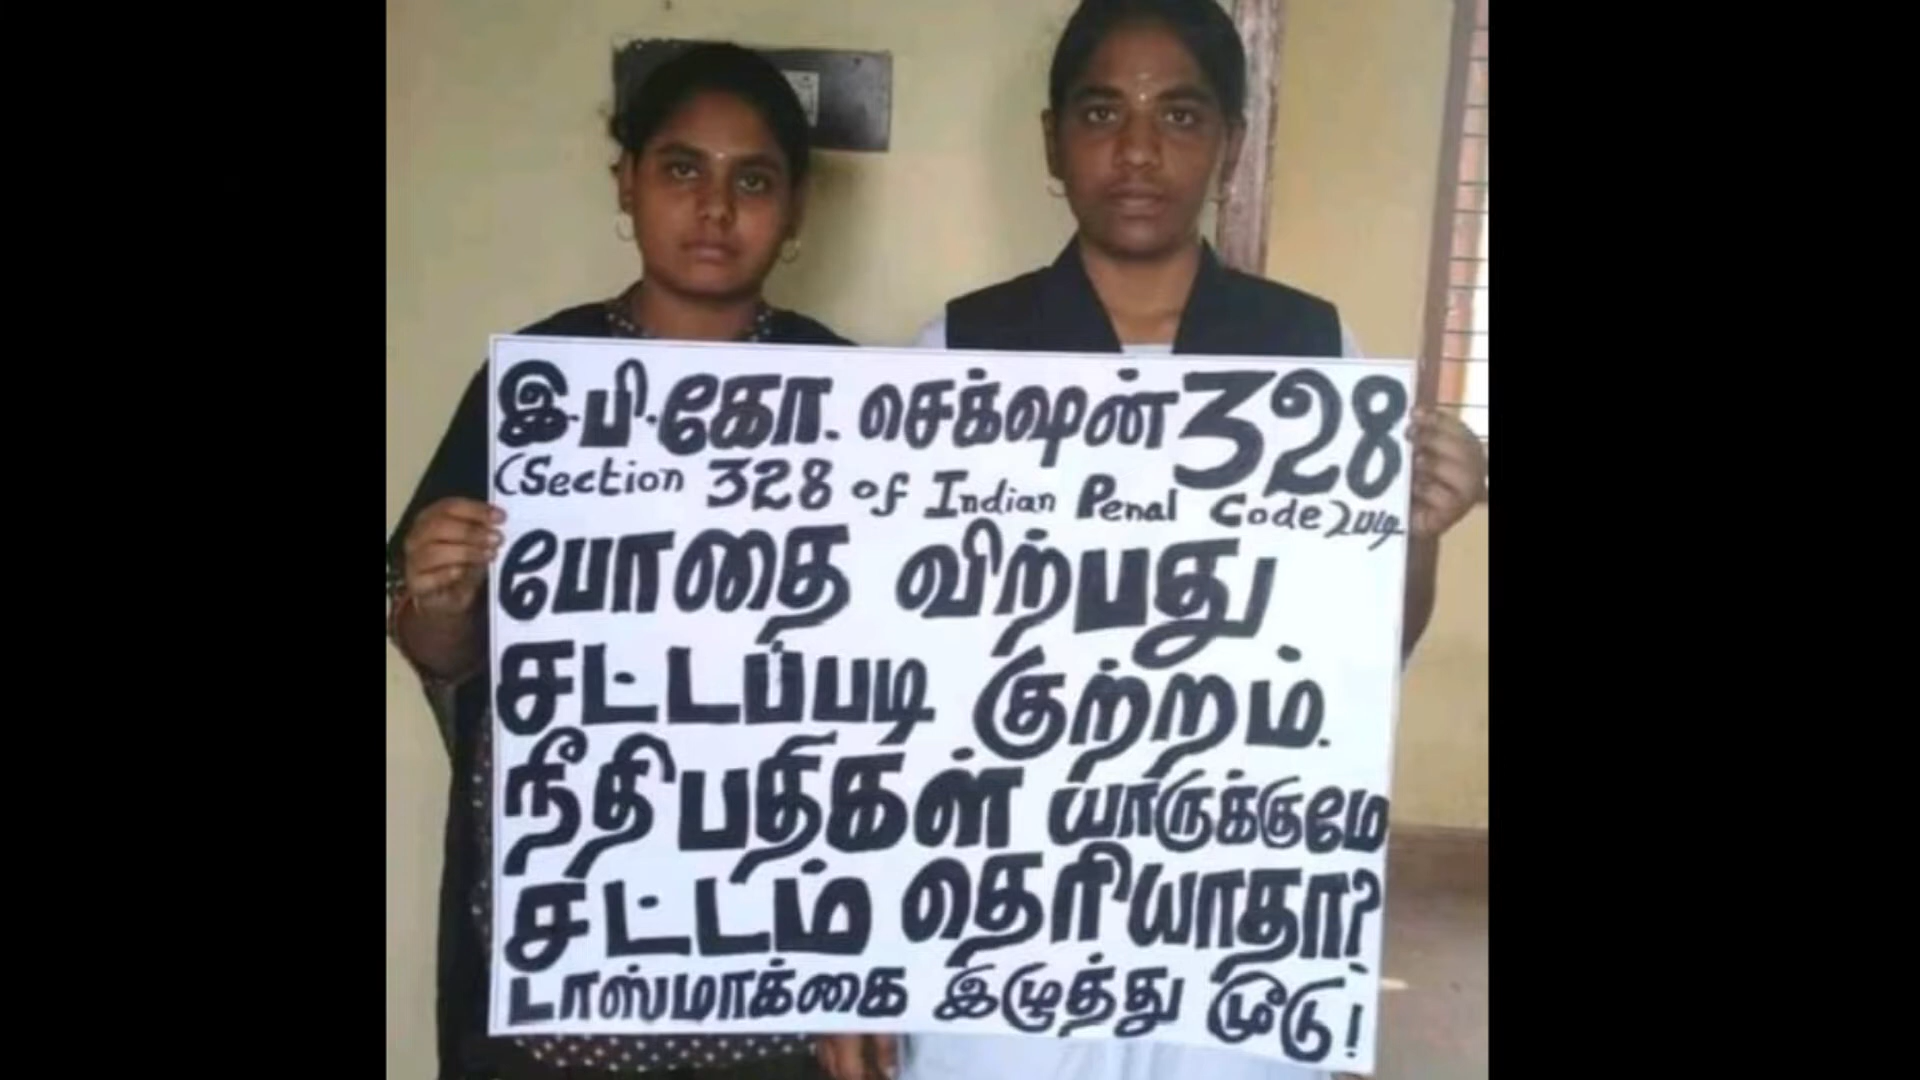 இ.பி.கோ. செக்ஷன் 328
(Section 328 of Indian Penal Code) படி
போதை விற்பது
சட்டப்படி குற்றம்.
நீதிபதிகள் யாருக்குமே
சட்டம் தெரியாதா?
டாஸ்மாக்கை இழுத்து மூடு!